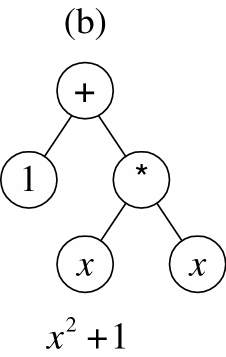 (b)
+
1 *
x x
x² + 1